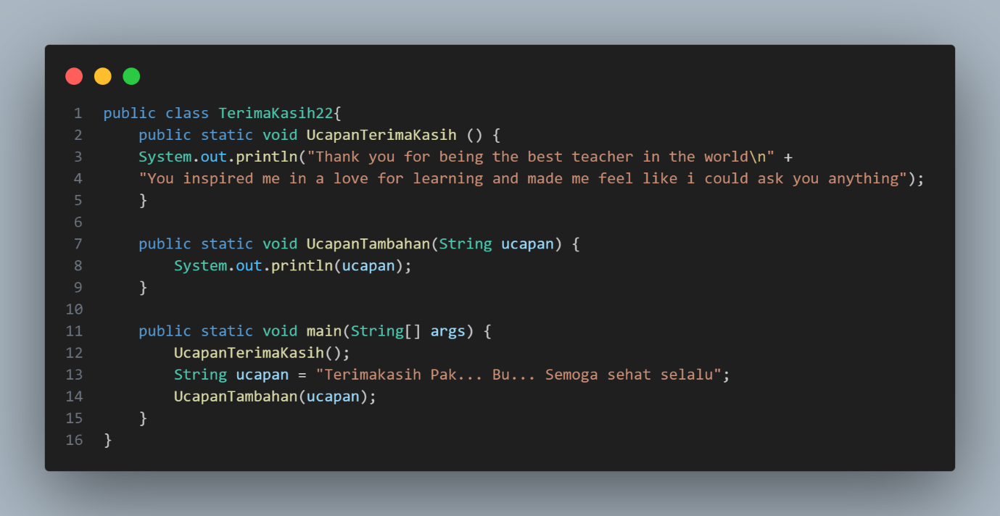 1 public class TerimaKasih22{
2     public static void UcapanTerimaKasih () {
3     System.out.println("Thank you for being the best teacher in the world\n" +
4     "You inspired me in a love for learning and made me feel like i could ask you anything");
5     }
6
7     public static void UcapanTambahan(String ucapan) {
8         System.out.println(ucapan);
9     }
10
11     public static void main(String[] args) {
12         UcapanTerimaKasih();
13         String ucapan = "Terimakasih Pak... Bu... Semoga sehat selalu";
14         UcapanTambahan(ucapan);
15     }
16 }